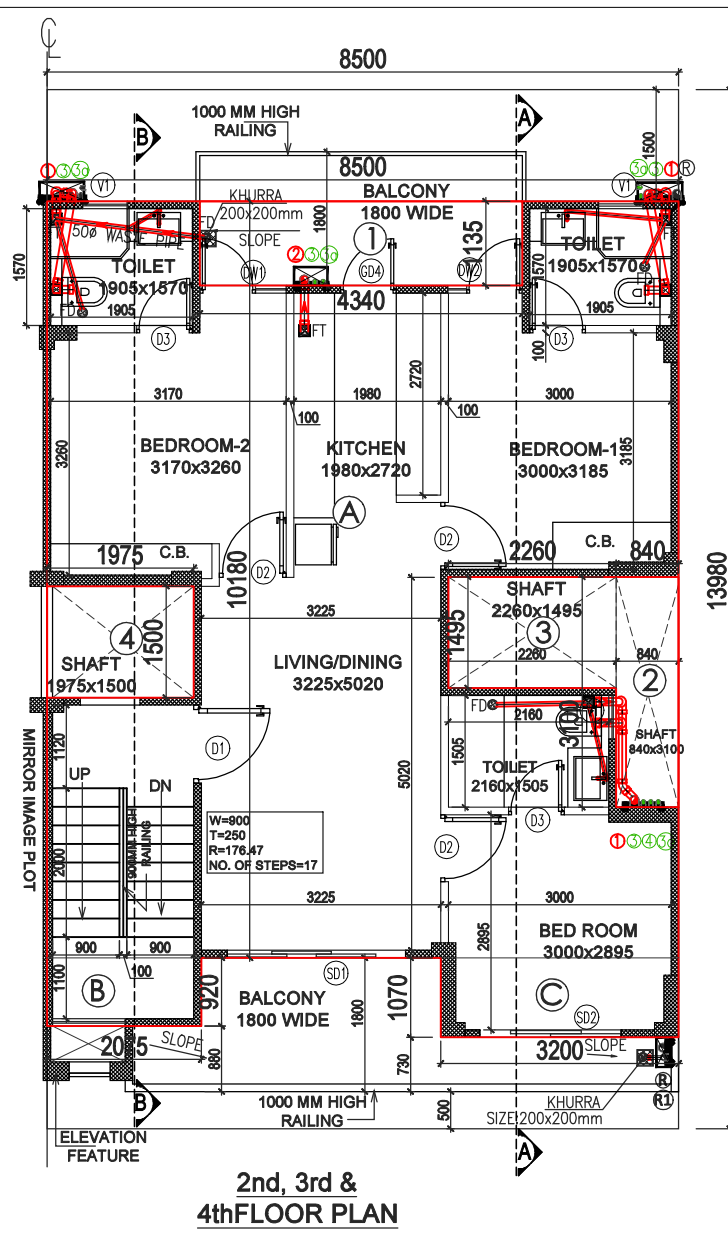 CL
8500
1000 MM HIGH
RAILING
A
B
1500
8500
BALCONY
1800 WIDE
1800
KHURRA
200x200mm
SLOPE
FD
V1
V1
R
50ø WASTE PIPE
TOILET
1905x1570
1905
1570
1
135
TOILET
1905x1570
1905
1570
100
DW1
GD4
DW2
FT
4340
D3
D3
FD
3170
1980
3000
100
100
2720
3260
3185
BEDROOM-2
3170x3260
KITCHEN
1980x2720
BEDROOM-1
3000x3185
A
C.B.
C.B.
1975
10180
D2
D2
2260
840
13980
3225
SHAFT
2260x1495
1495
3
2260
840
SHAFT
1975x1500
1500
4
LIVING/DINING
3225x5020
2
SHAFT
840x3100
3100
FD
2160
1505
TOILET
2160x1505
1120
D1
5020
UP
DN
MIRROR IMAGE PLOT
2000
900MM HIGH
RAILING
W=900
T=250
R=176.47
NO. OF STEPS=17
D2
D3
1 3 4 3a
3225
3000
2895
BED ROOM
3000x2895
900
900
100
1100
B
SD1
C
SD2
920
BALCONY
1800 WIDE
1800
1070
2075
SLOPE
880
730
3200
SLOPE
R
R1
B
1000 MM HIGH
RAILING
500
KHURRA
SIZE:200x200mm
ELEVATION
FEATURE
A
2nd, 3rd &
4thFLOOR PLAN